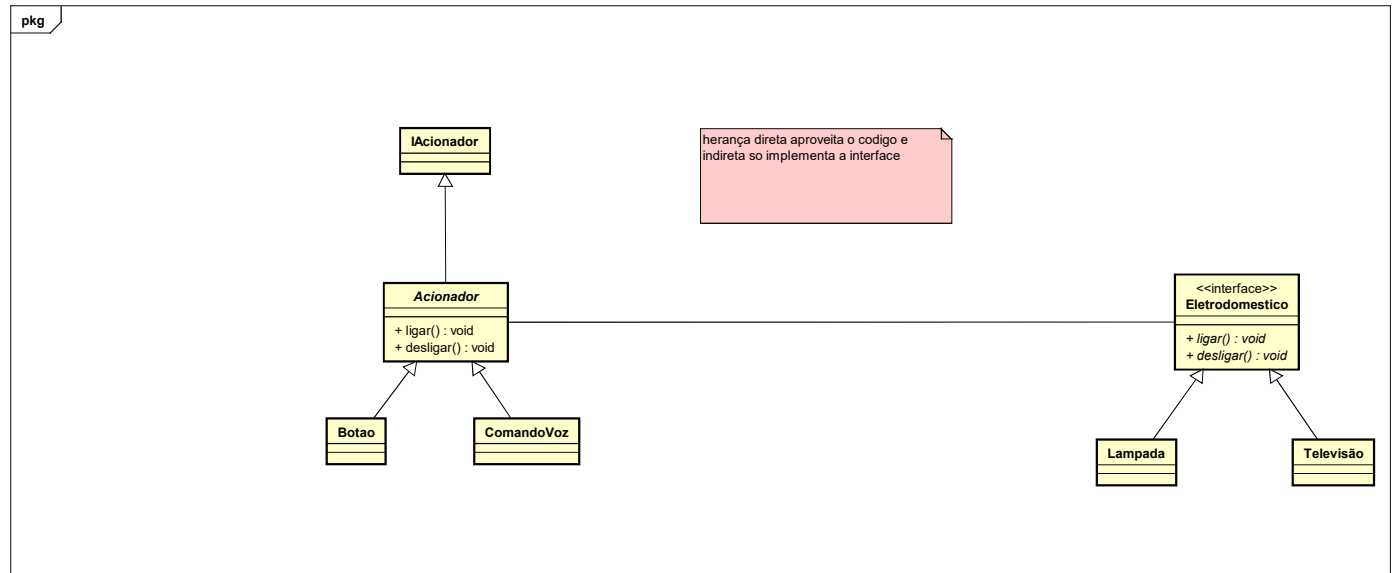 pkg
IAcionador
herança direta aproveita o codigo e
indireta so implementa a interface
Acionador
+ ligar() : void
+ desligar() : void
<<interface>>
Eletrodomestico
+ ligar() : void
+ desligar() : void
Botao
ComandoVoz
Lampada
Televisão